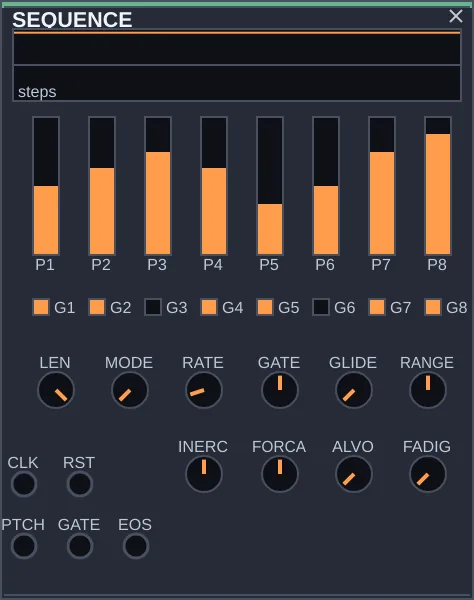 SEQUENCE
steps
P1 P2 P3 P4 P5 P6 P7 P8
G1 G2 G3 G4 G5 G6 G7 G8
LEN MODE RATE GATE GLIDE RANGE
INERC FORCA ALVO FADIG
CLK RST
PTCH GATE EOS